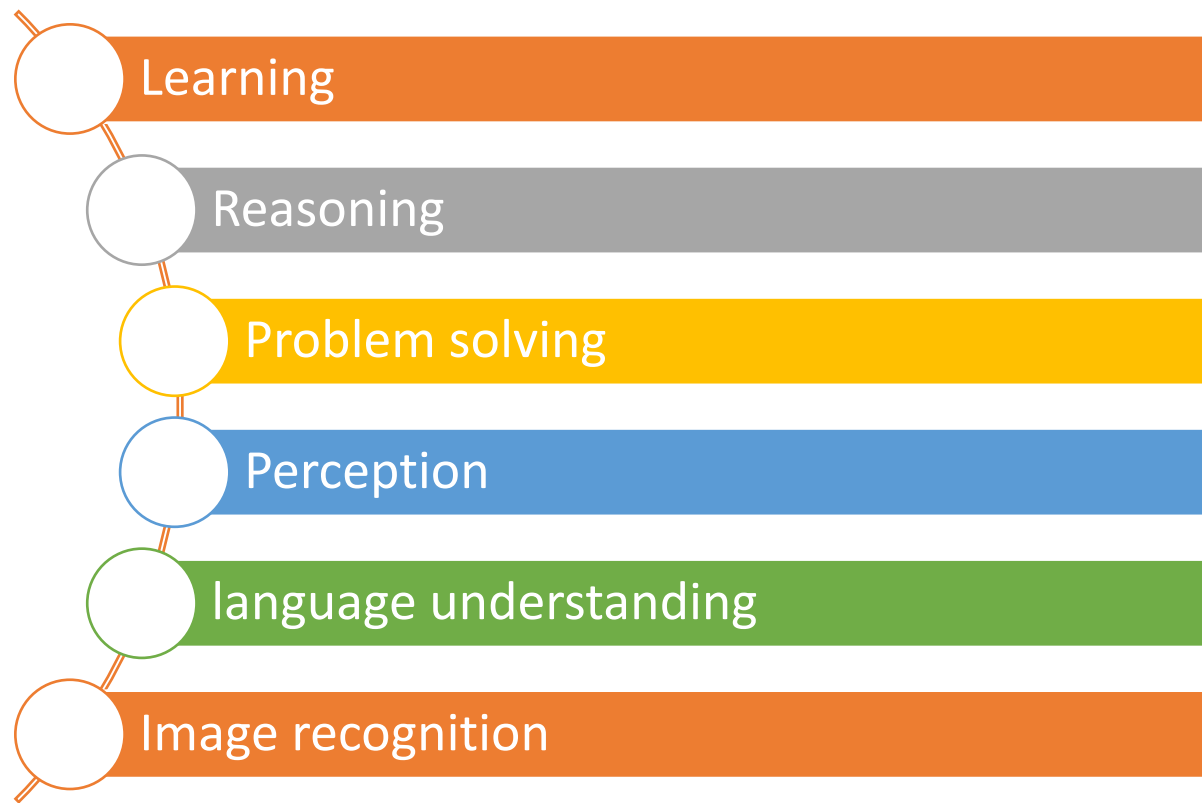 Learning
Reasoning
Problem solving
Perception
language understanding
Image recognition